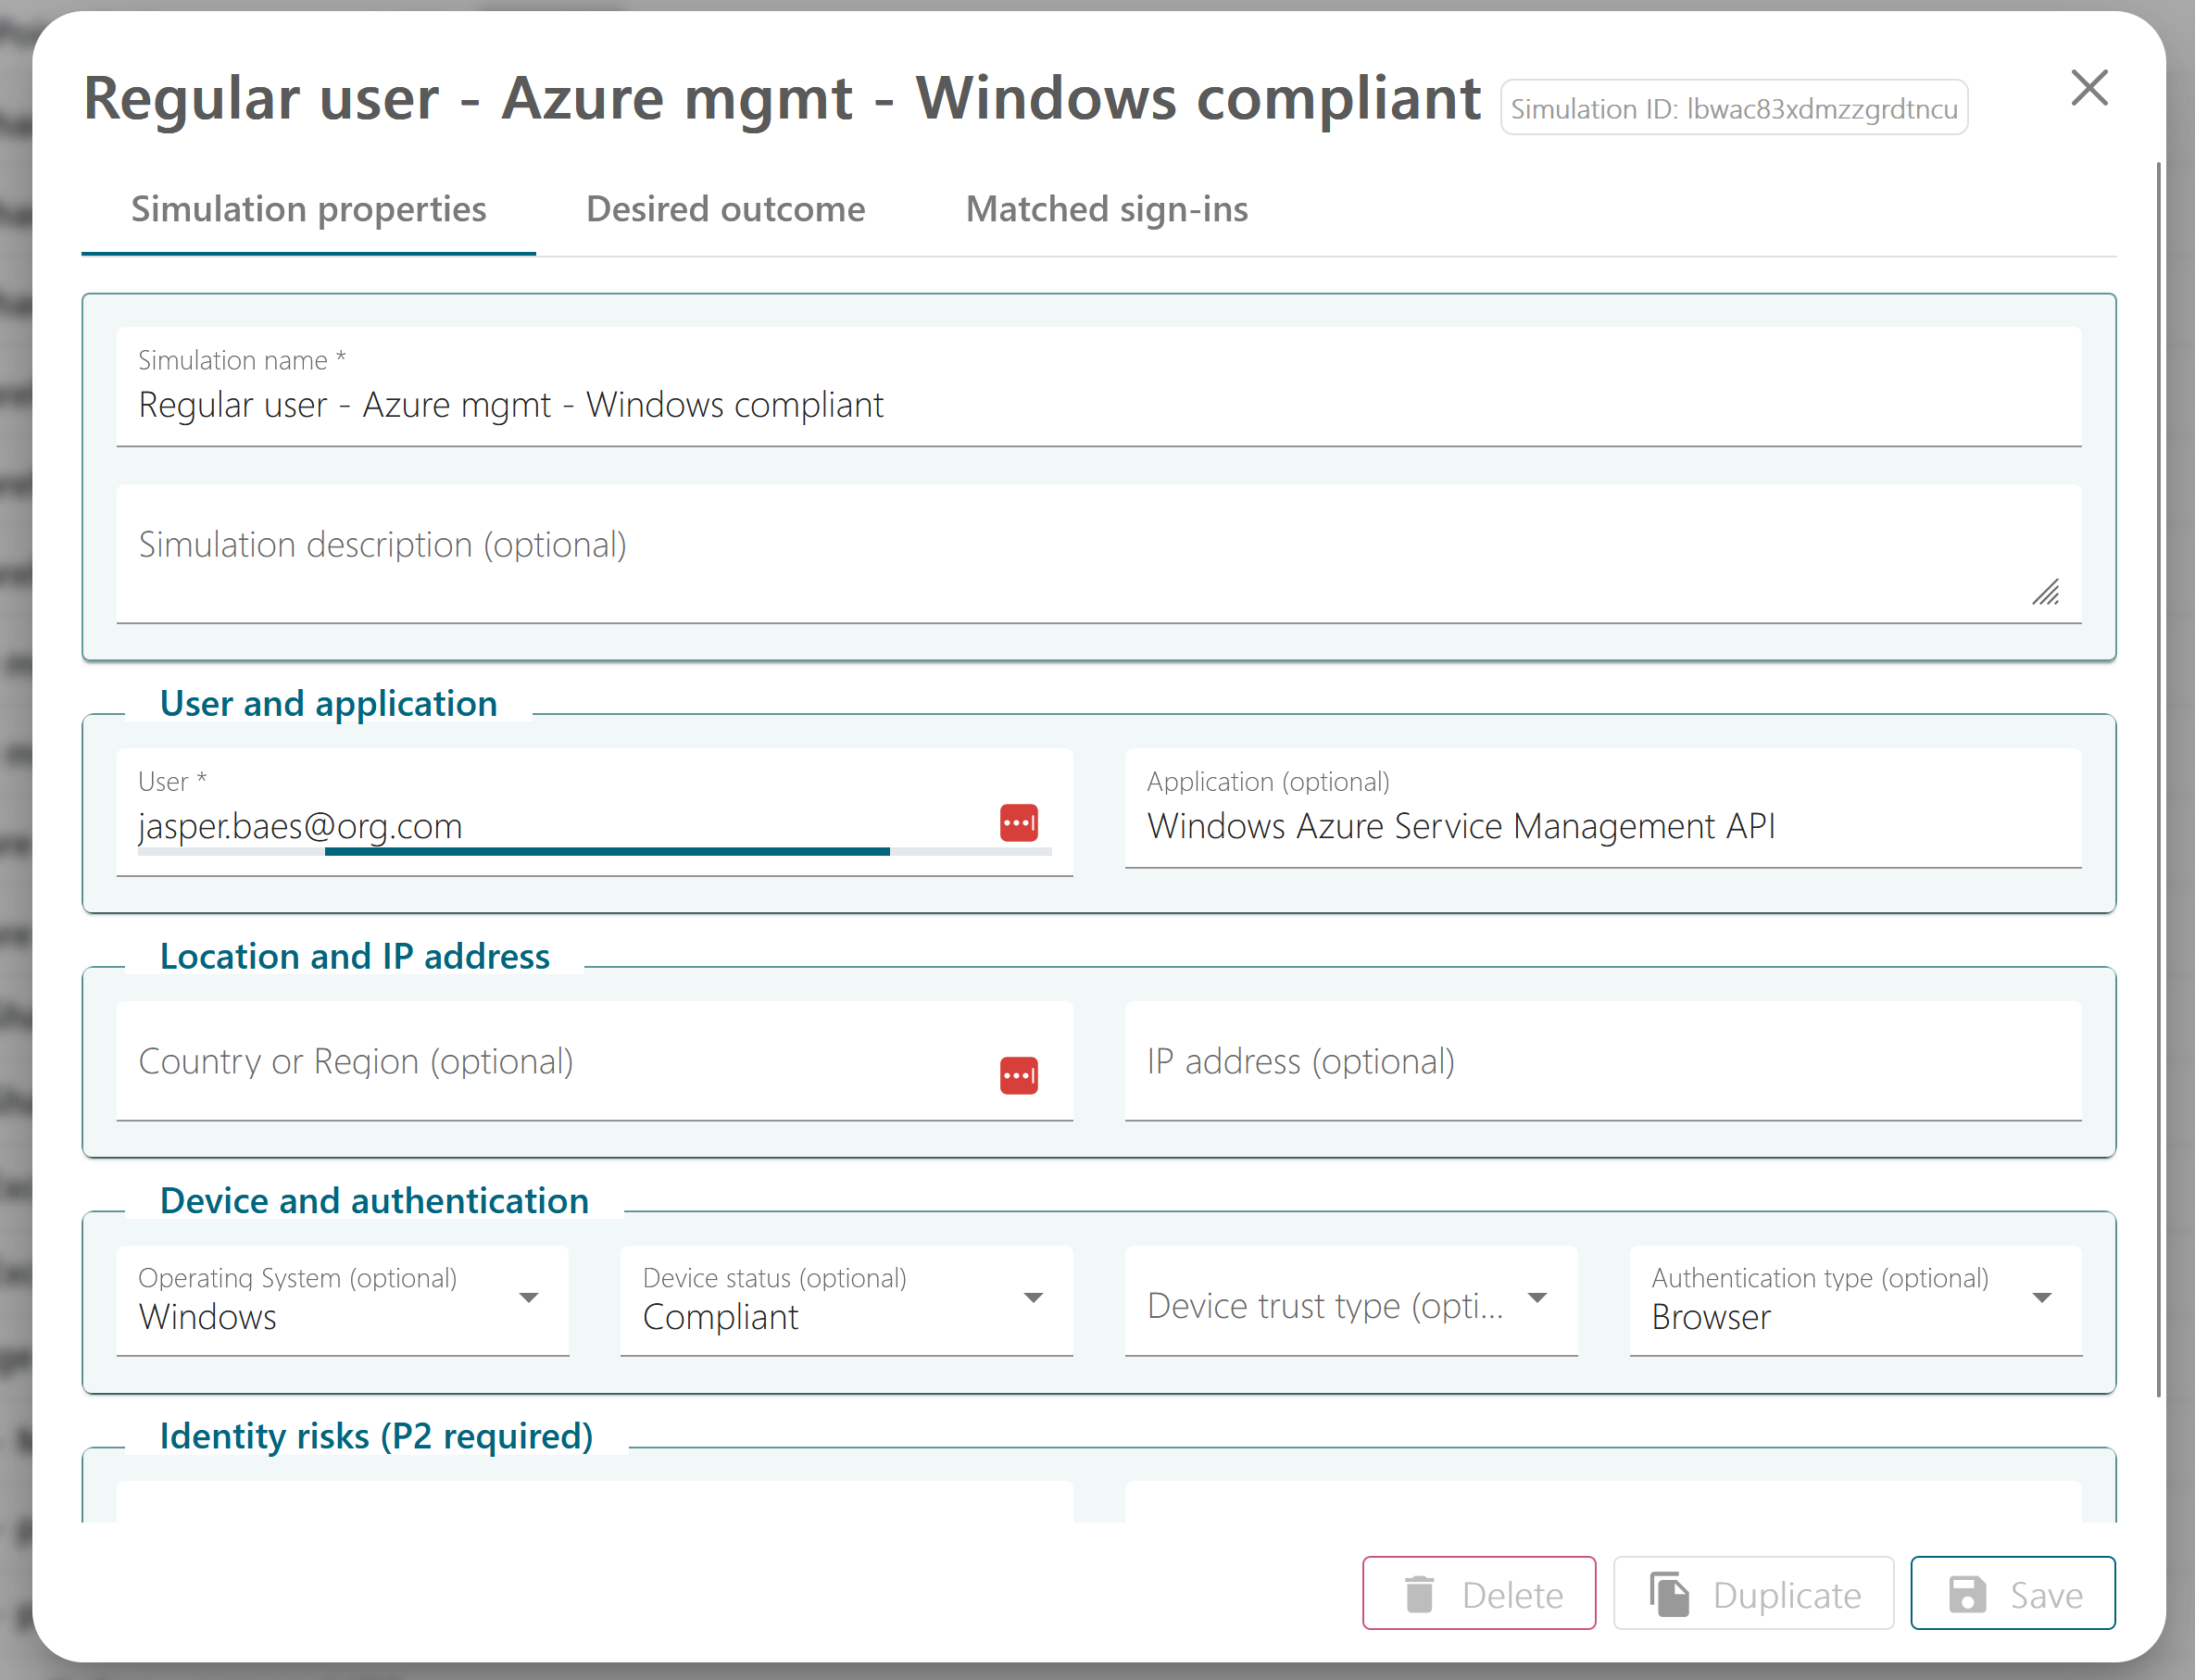 Regular user - Azure mgmt - Windows compliant
Simulation ID: lbwac83xdmzzgrdtncu
Simulation properties
Desired outcome
Matched sign-ins
Simulation name *
Regular user - Azure mgmt - Windows compliant
Simulation description (optional)
User and application
User *
jasper.baes@org.com
Application (optional)
Windows Azure Service Management API
Location and IP address
Country or Region (optional)
IP address (optional)
Device and authentication
Operating System (optional)
Windows
Device status (optional)
Compliant
Device trust type (opti...
Authentication type (optional)
Browser
Identity risks (P2 required)
Delete
Duplicate
Save